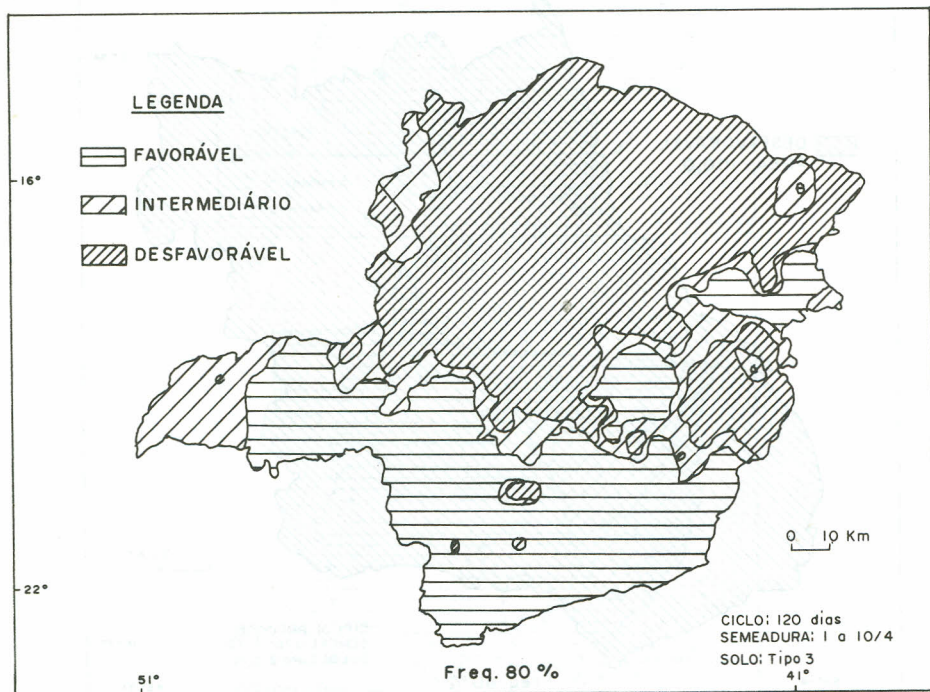 LEGENDA
FAVORÁVEL
16°
INTERMEDIÁRIO
DESFAVORÁVEL
0 10 Km
22°
CICLO: 120 dias
SEMEADURA: 1 a 10/4
SOLO: Tipo 3
Freq. 80 %
51°
41°